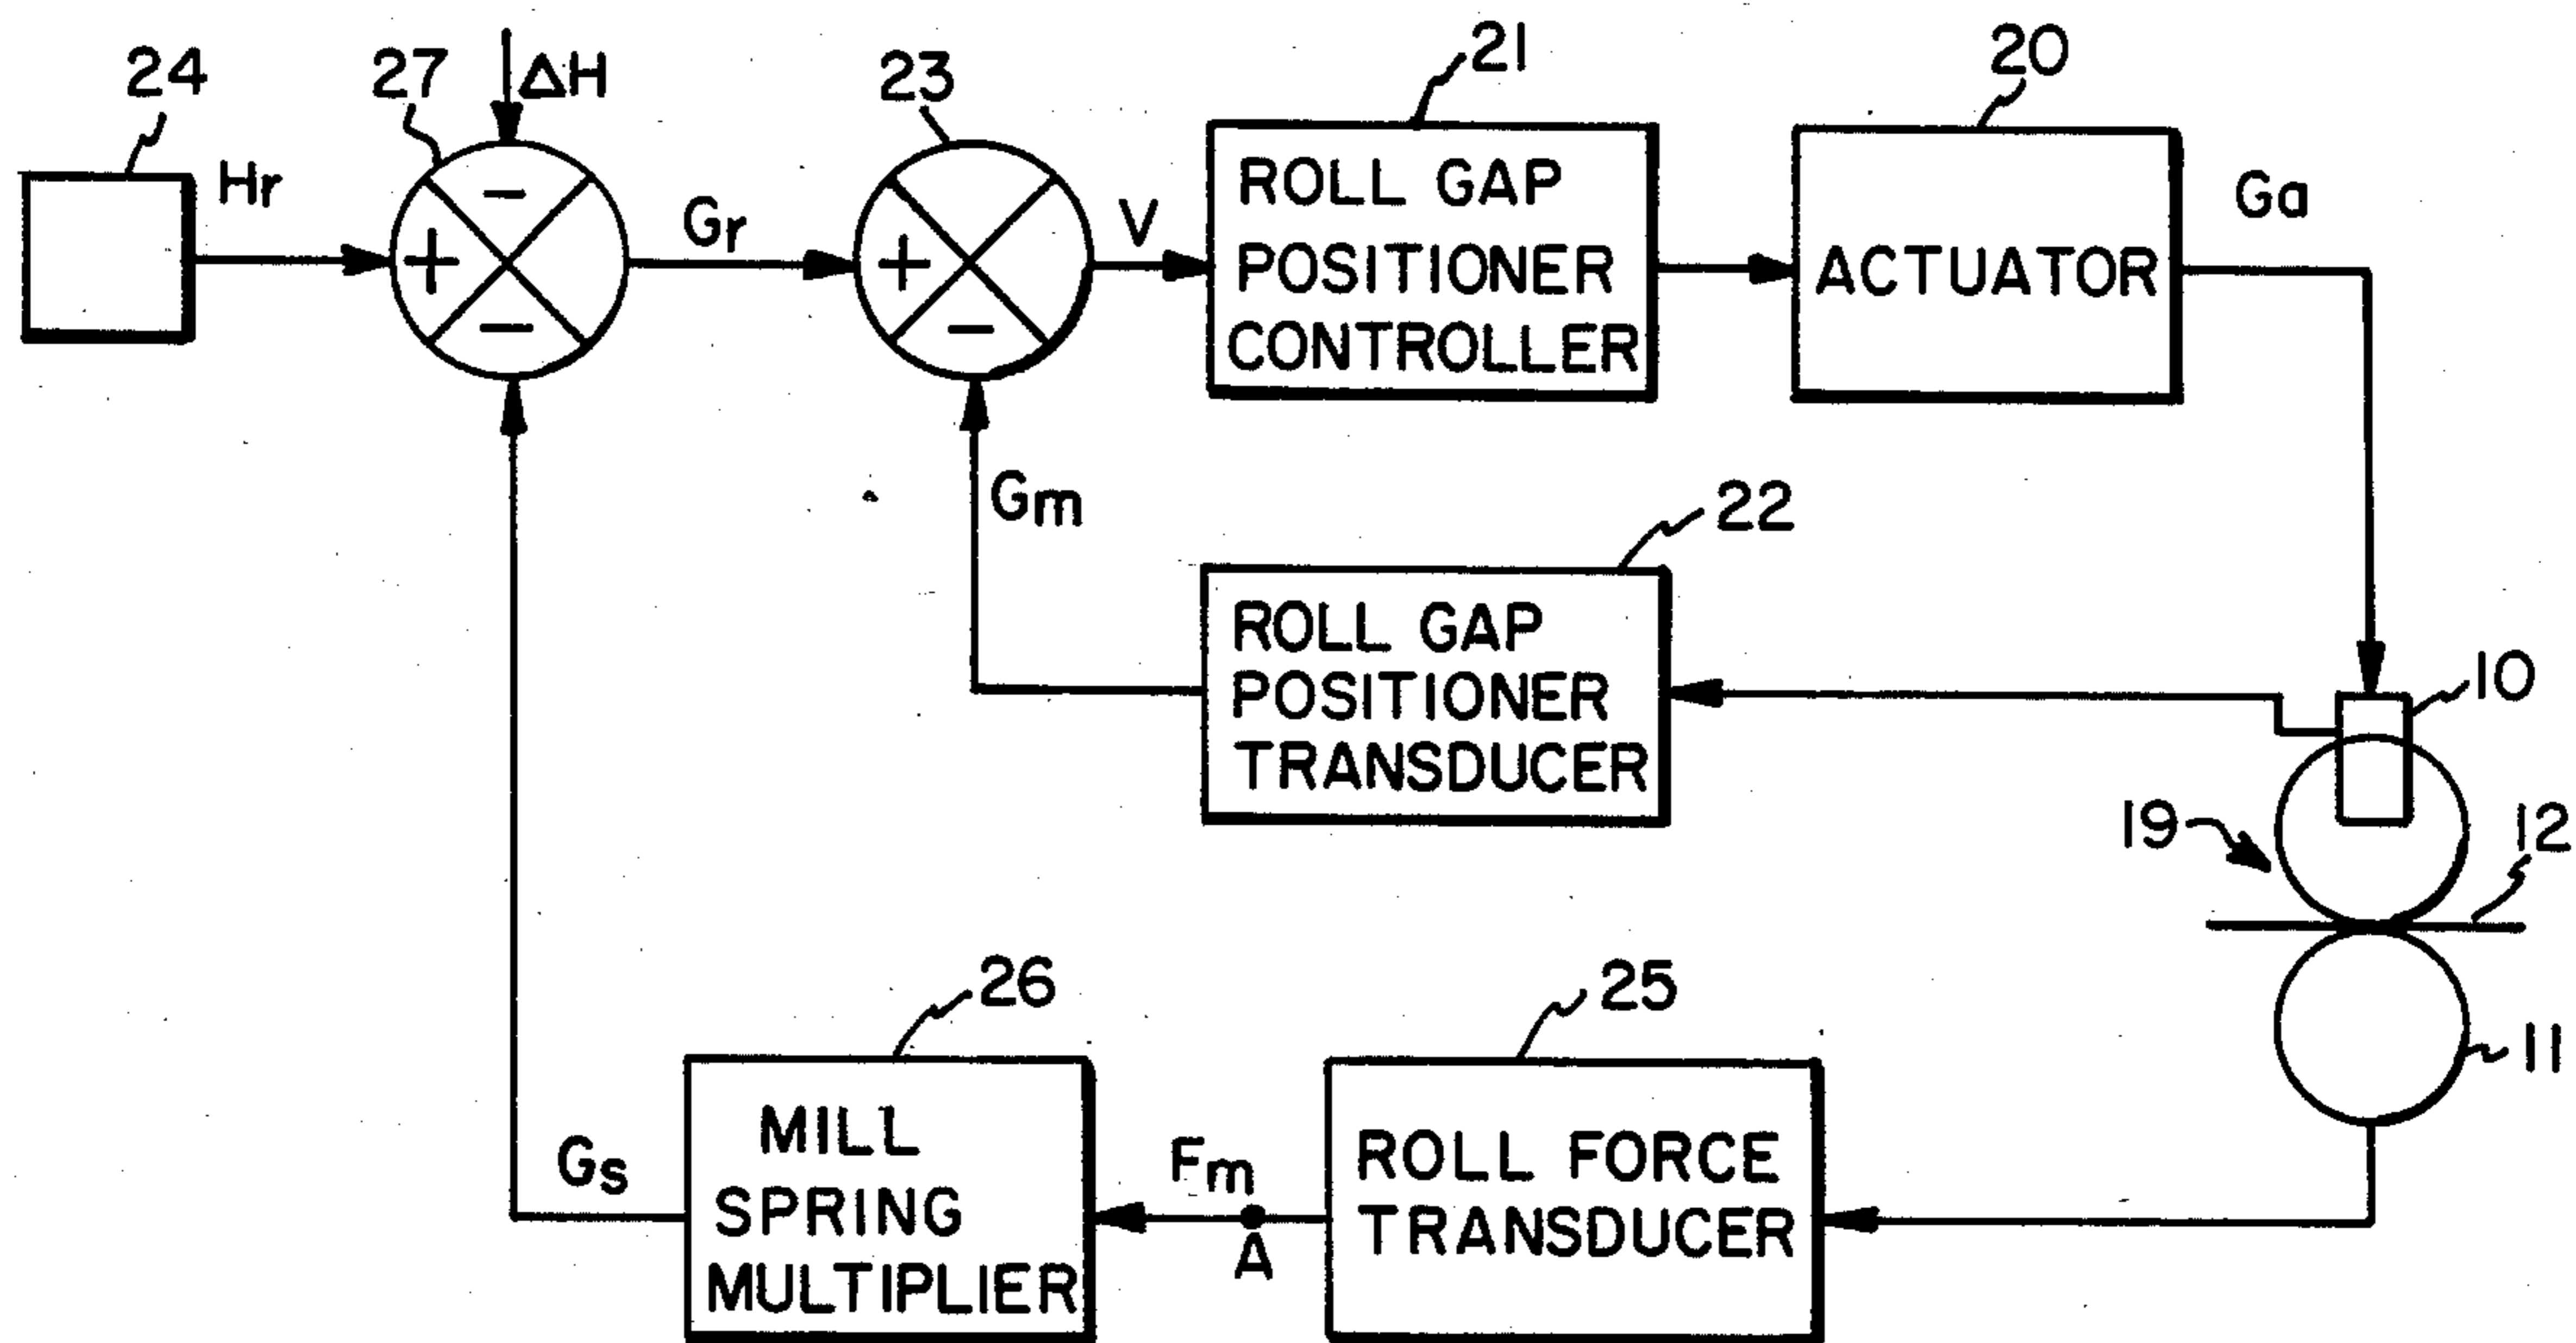 24
27
ΔH
23
21
20
Hr
Gr
V
ROLL GAP
POSITIONER
CONTROLLER
ACTUATOR
Ga
+
-
-
+
-
Gm
22
ROLL GAP
POSITIONER
TRANSDUCER
10
19
12
11
26
25
Gs
MILL
SPRING
MULTIPLIER
Fm
A
ROLL FORCE
TRANSDUCER